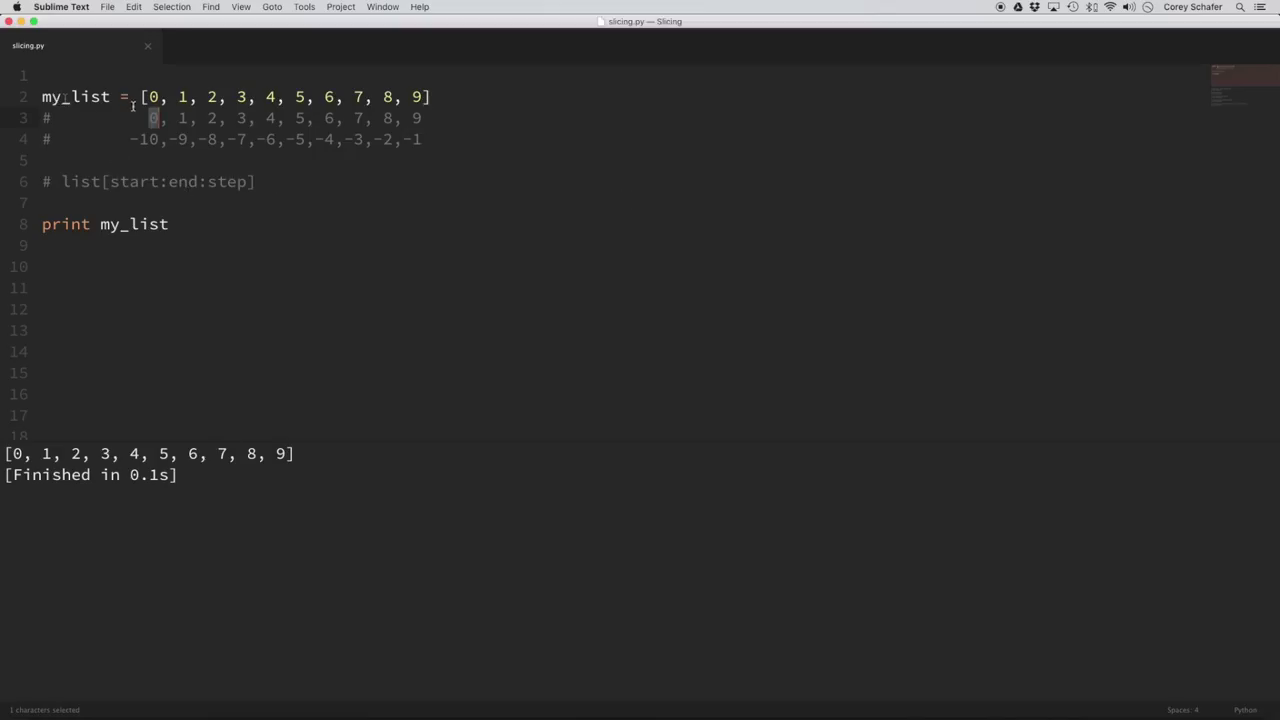 Sublime Text File Edit Selection Find View Goto Tools Project Window Help Corey Schafer
slicing.py — Slicing
slicing.py
1
2 my_list = [0, 1, 2, 3, 4, 5, 6, 7, 8, 9]
3 # 0, 1, 2, 3, 4, 5, 6, 7, 8, 9
4 # -10,-9,-8,-7,-6,-5,-4,-3,-2,-1
5
6 # list[start:end:step]
7
8 print my_list
9
10
11
12
13
14
15
16
17
18
[0, 1, 2, 3, 4, 5, 6, 7, 8, 9]
[Finished in 0.1s]
1 characters selected Spaces: 4 Python